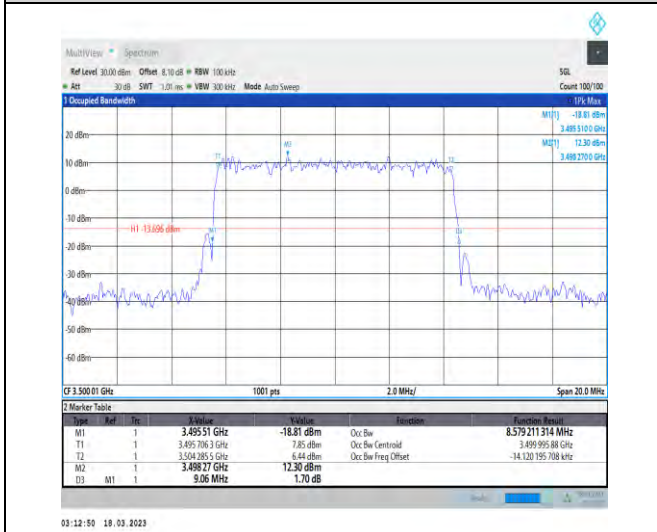 MultiView Spectrum
Ref Level 30.00 dBm Offset 8.10 dB RBW 100 kHz SGL
Att 30 dB SWT 1.01 ms VBW 300 kHz Mode Auto Sweep Count 100/100
1 Occupied Bandwidth 1Pk Max
M1[1] -18.81 dBm
3.495 510 0 GHz
M2[1] 12.30 dBm
3.498 270 0 GHz
20 dBm
M2
T1 T2
10 dBm
0 dBm
-10 dBm
H1 -13.696 dBm M1 D3
-20 dBm
-30 dBm
-40 dBm
-50 dBm
-60 dBm
CF 3.500 01 GHz 1001 pts 2.0 MHz/ Span 20.0 MHz
2 Marker Table
Type Ref Trc X-Value Y-Value Function Function Result
M1 1 3.495 51 GHz -18.81 dBm Occ Bw 8.579 211 314 MHz
T1 1 3.495 706 3 GHz 7.85 dBm Occ Bw Centroid 3.499 995 88 GHz
T2 1 3.504 285 5 GHz 6.44 dBm Occ Bw Freq Offset -14.120 195 708 kHz
M2 1 3.498 27 GHz 12.30 dBm
D3 M1 1 9.06 MHz 1.70 dB
03:12:50 18.03.2023